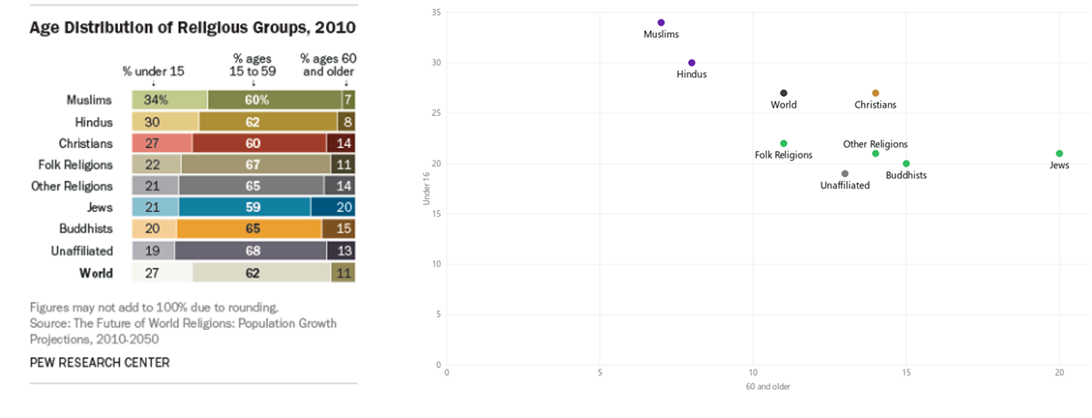 Age Distribution of Religious Groups, 2010
% under 15
% ages
15 to 59
% ages 60
and older
Muslims 34% 60% 7
Hindus 30 62 8
Christians 27 60 14
Folk Religions 22 67 11
Other Religions 21 65 14
Jews 21 59 20
Buddhists 20 65 15
Unaffiliated 19 68 13
World 27 62 11
Figures may not add to 100% due to rounding.
Source: The Future of World Religions: Population Growth
Projections, 2010-2050
PEW RESEARCH CENTER
35
30
25
20
15
10
5
0
Under 16
Muslims
Hindus
World
Christians
Folk Religions
Other Religions
Unaffiliated
Buddhists
Jews
0 5 10 15 20
60 and older